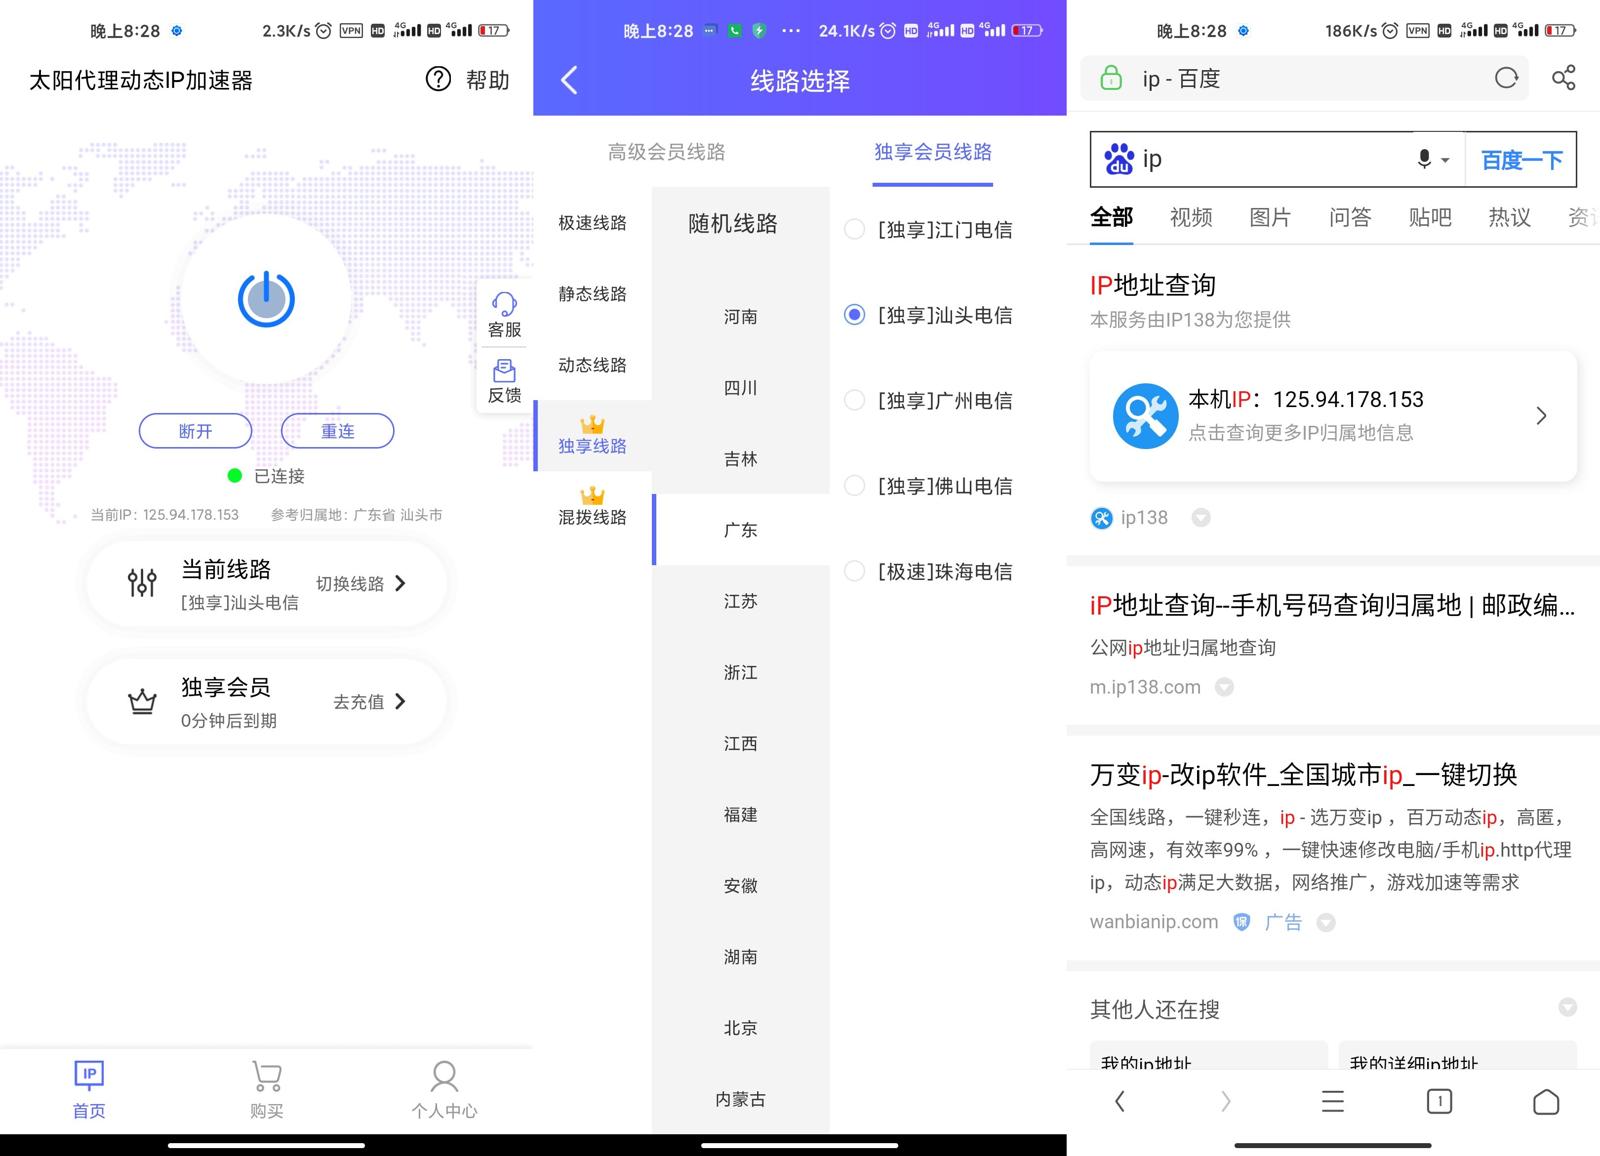 晚上8:28
2.3K/s
VPN
HD
4G
HD
4G
17
太阳代理动态IP加速器
帮助
客服
反馈
断开
重连
已连接
当前IP: 125.94.178.153
参考归属地: 广东省 汕头市
当前线路
[独享]汕头电信
切换线路
独享会员
0分钟后到期
去充值
IP
首页
购买
个人中心
晚上8:28
24.1K/s
HD
4G
HD
4G
17
线路选择
高级会员线路
独享会员线路
极速线路
静态线路
动态线路
独享线路
混拨线路
随机线路
河南
四川
吉林
广东
江苏
浙江
江西
福建
安徽
湖南
北京
内蒙古
[独享]江门电信
[独享]汕头电信
[独享]广州电信
[独享]佛山电信
[极速]珠海电信
晚上8:28
186K/s
VPN
HD
4G
HD
4G
17
ip - 百度
du
ip
百度一下
全部
视频
图片
问答
贴吧
热议
资
IP地址查询
本服务由IP138为您提供
本机IP：125.94.178.153
点击查询更多IP归属地信息
ip138
iP地址查询--手机号码查询归属地 | 邮政编...
公网ip地址归属地查询
m.ip138.com
万变ip-改ip软件_全国城市ip_一键切换
全国线路，一键秒连，ip - 选万变ip ，百万动态ip，高匿，
高网速，有效率99% ，一键快速修改电脑/手机ip.http代理
ip，动态ip满足大数据，网络推广，游戏加速等需求
wanbianip.com
保
广告
其他人还在搜
我的ip地址
我的详细ip地址
1